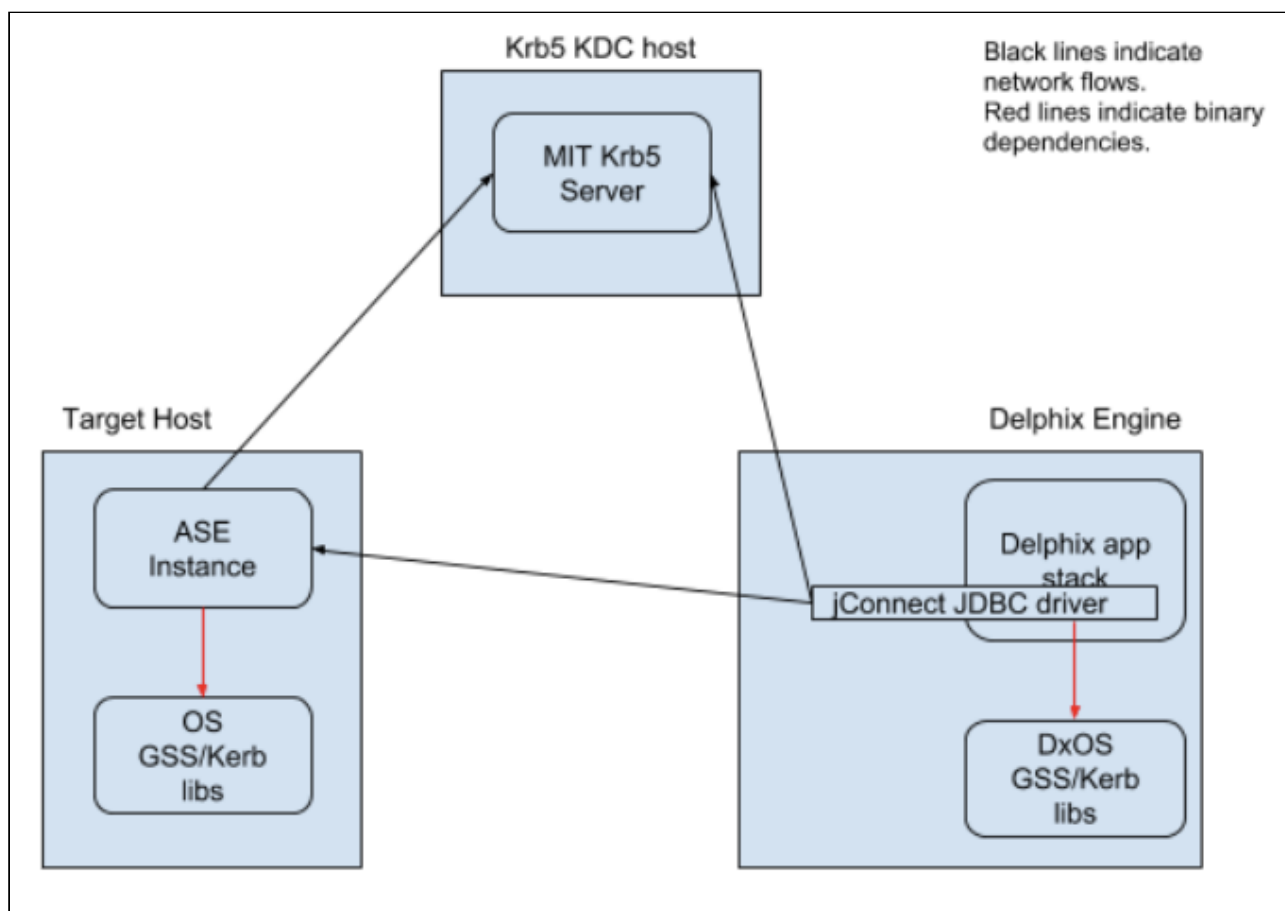 Krb5 KDC host
Black lines indicate
network flows.
Red lines indicate binary
dependencies.
MIT Krb5
Server
Target Host
Delphix Engine
ASE
Instance
Delphix app
stack
jConnect JDBC driver
OS
GSS/Kerb
libs
DxOS
GSS/Kerb
libs